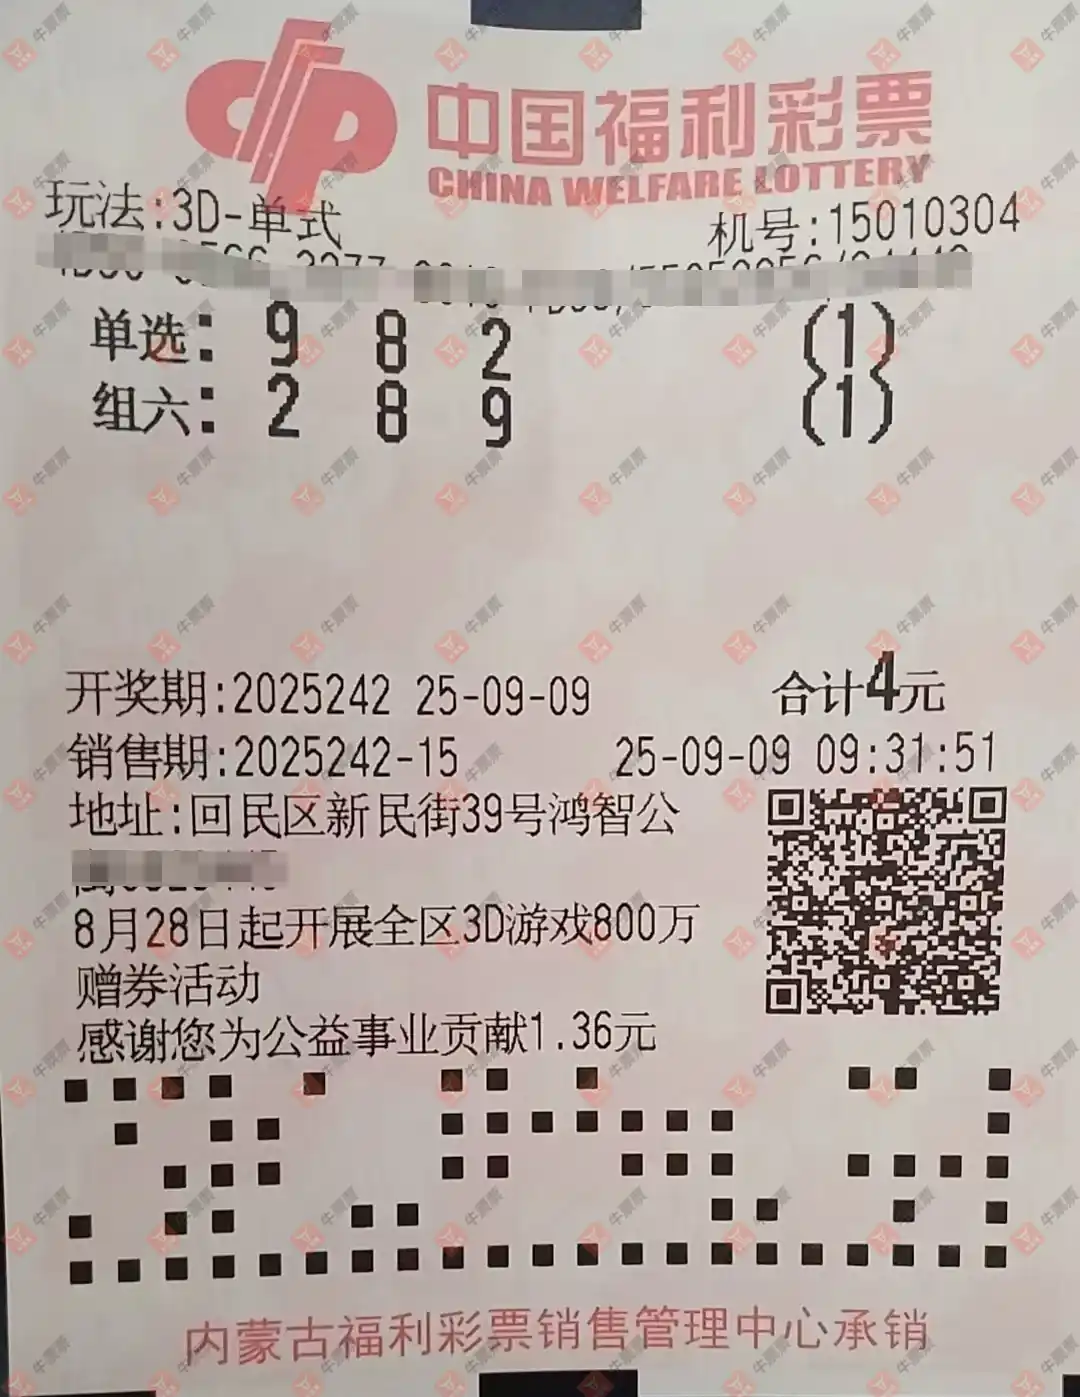 中国福利彩票
CHINA WELFARE LOTTERY
玩法:3D-单式 机号:15010304
单选: 9 8 2 (1)
组六: 2 8 9 (1)
开奖期:2025242 25-09-09 合计4元
销售期:2025242-15 25-09-09 09:31:51
地址:回民区新民街39号鸿智公
8月28日起开展全区3D游戏800万
赠券活动
感谢您为公益事业贡献1.36元
内蒙古福利彩票销售管理中心承销
牛票票